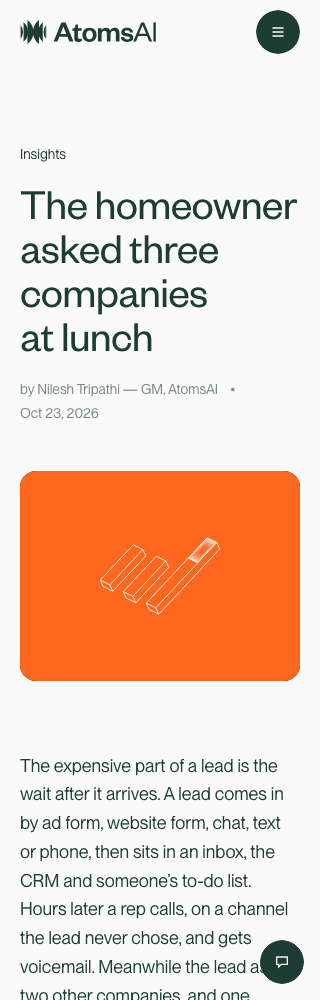 AtomsAI
Insights
The homeowner
asked three
companies
at lunch
by Nilesh Tripathi — GM, AtomsAI •
Oct 23, 2026
The expensive part of a lead is the
wait after it arrives. A lead comes in
by ad form, website form, chat, text
or phone, then sits in an inbox, the
CRM and someone’s to-do list.
Hours later a rep calls, on a channel
the lead never chose, and gets
voicemail. Meanwhile the lead
two other companies, and one